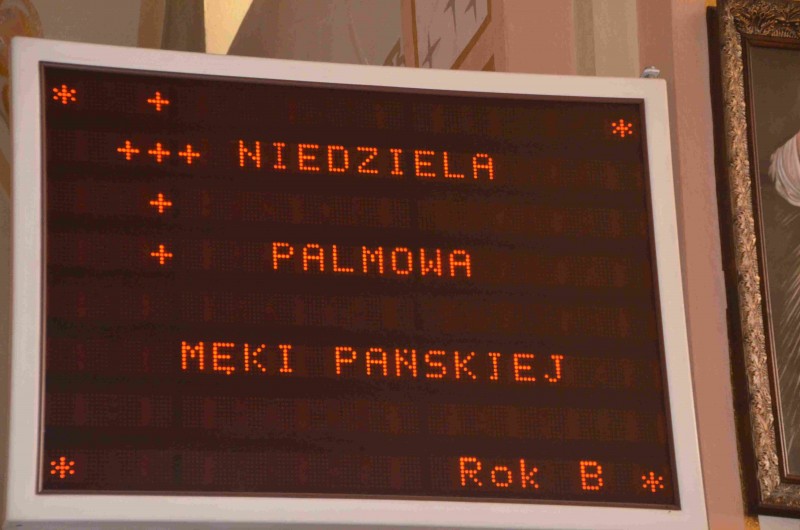 * +
*
+++ NIEDZIELA
+
+ PALMOWA
MĘKI PAŃSKIEJ
* Rok B *